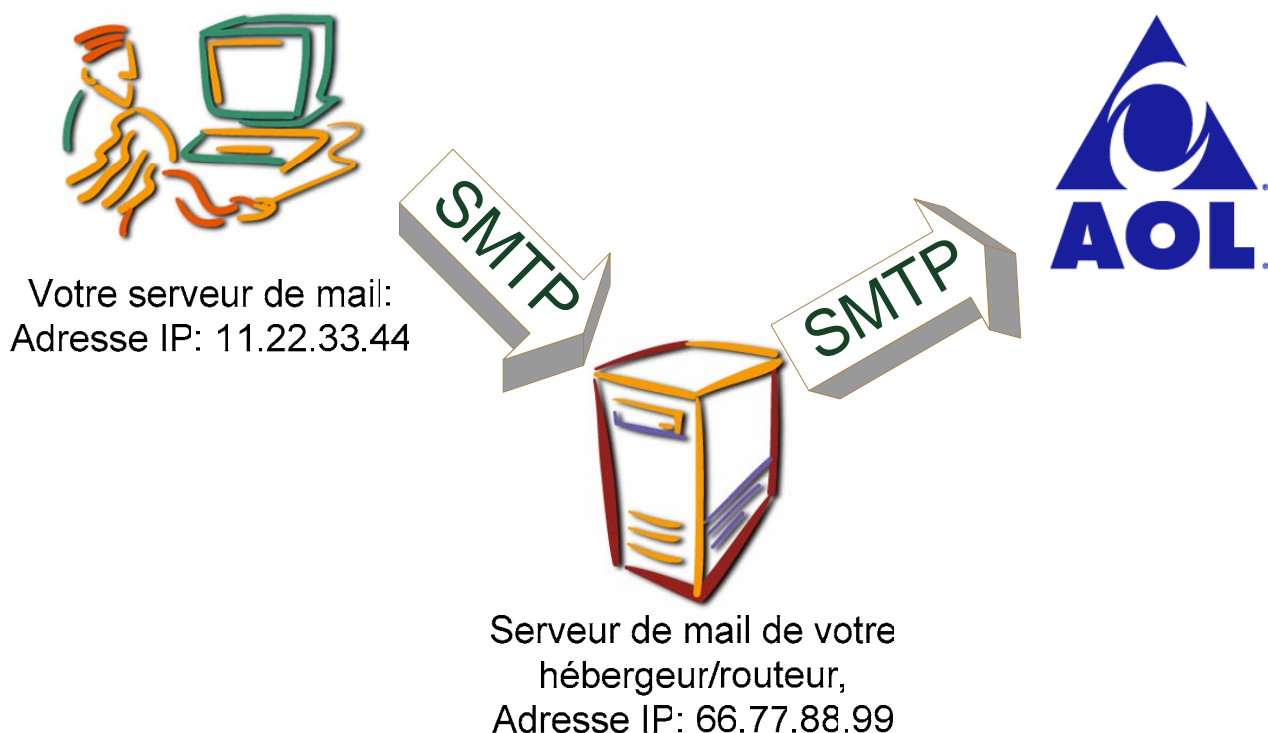 SMTP
SMTP
AOL
Votre serveur de mail:
Adresse IP: 11.22.33.44
Serveur de mail de votre
hébergeur/routeur,
Adresse IP: 66.77.88.99